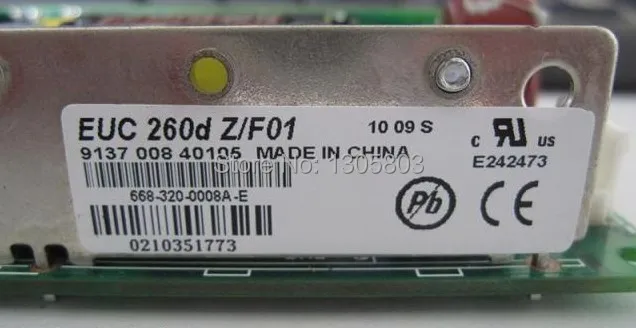 EUC 260d Z/F01
10 09 S
c RU us
9137 008 40105 MADE IN CHINA
E242473
Store No: 1305803
668-320-0008A-E
Pb
CE
0210351773